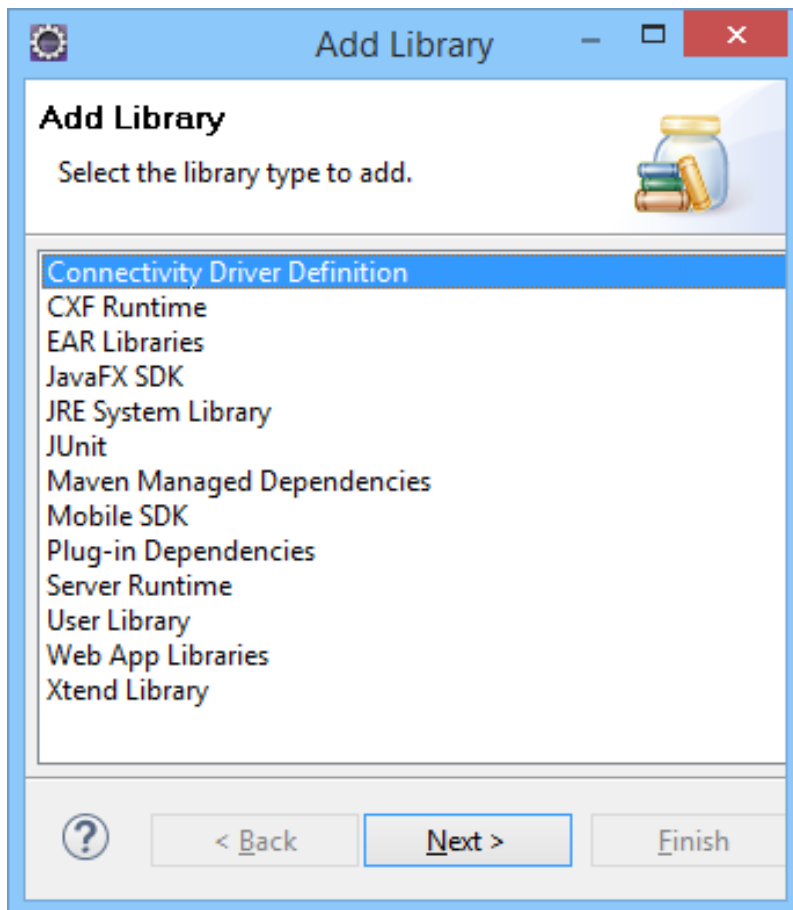 Add Library
Add Library
Select the library type to add.
Connectivity Driver Definition
CXF Runtime
EAR Libraries
JavaFX SDK
JRE System Library
JUnit
Maven Managed Dependencies
Mobile SDK
Plug-in Dependencies
Server Runtime
User Library
Web App Libraries
Xtend Library
? < Back Next > Finish